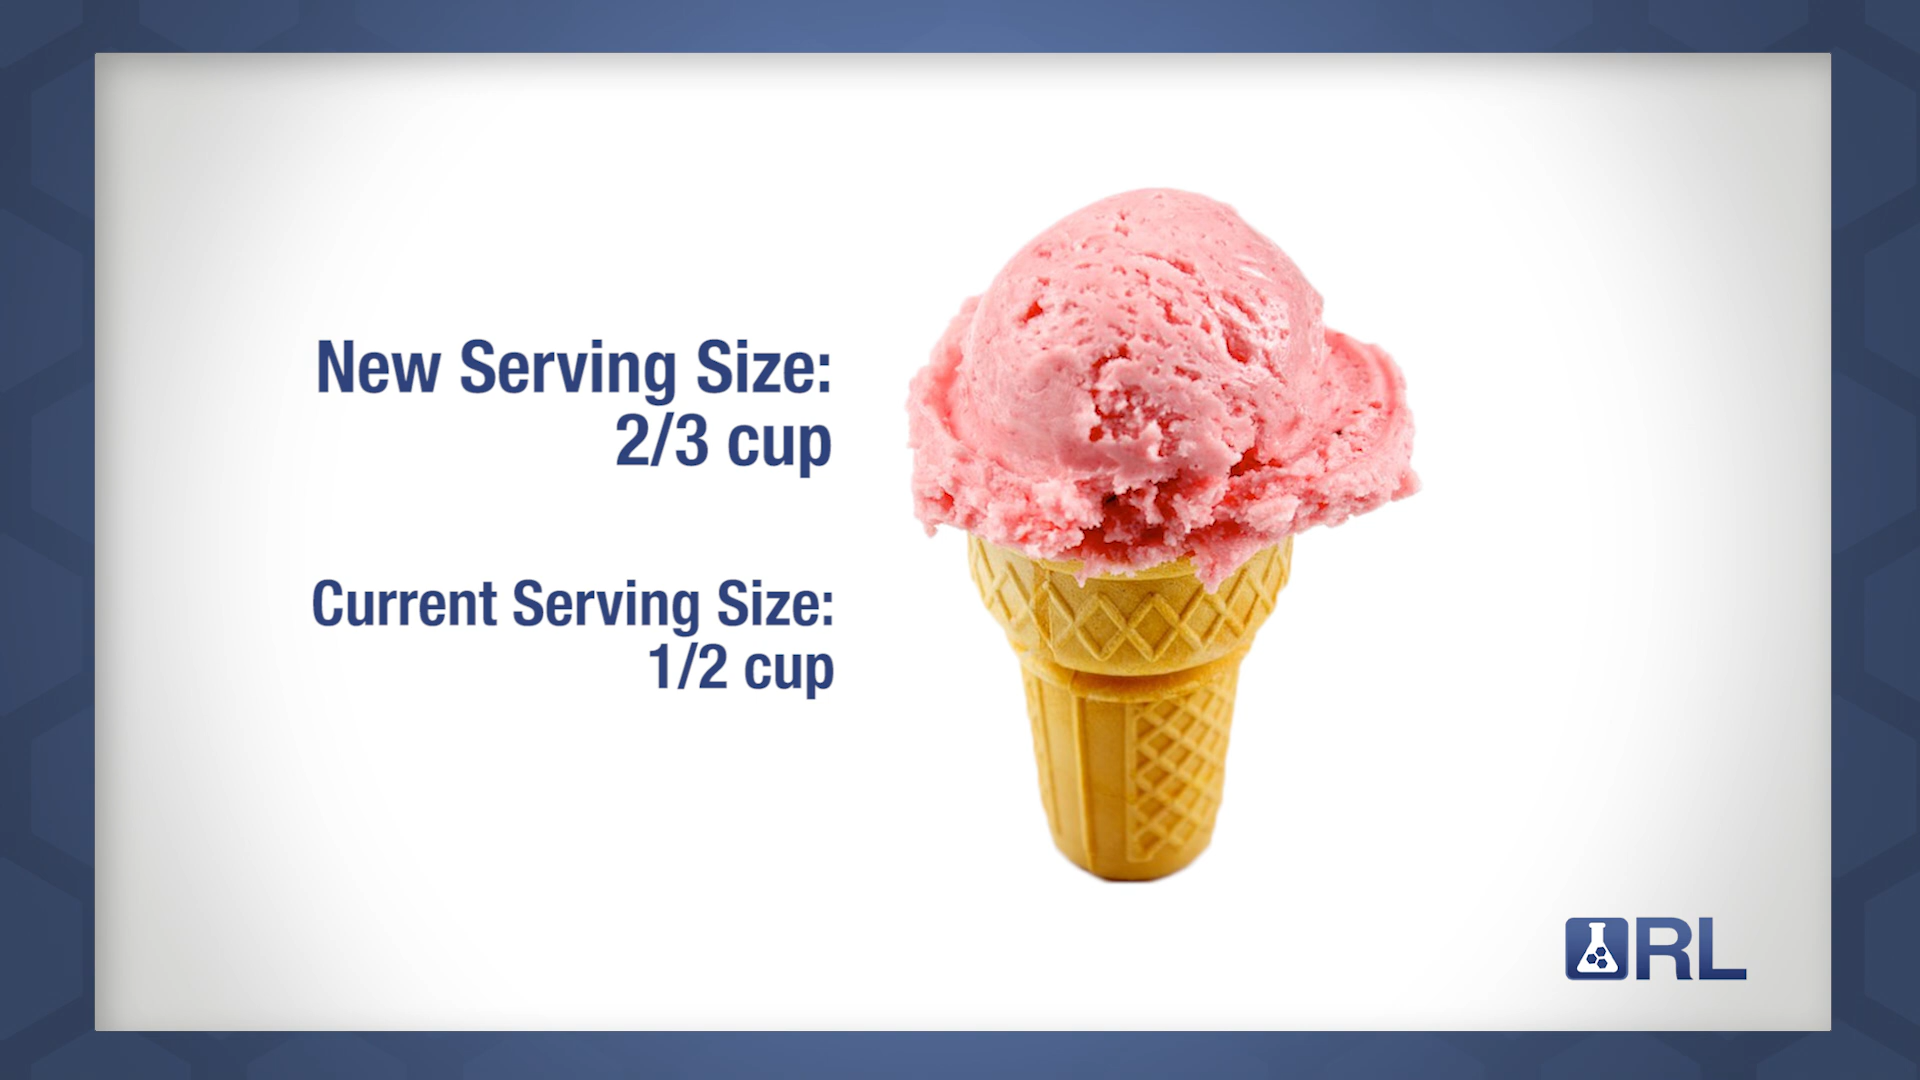 New Serving Size:
2/3 cup
Current Serving Size:
1/2 cup
RL